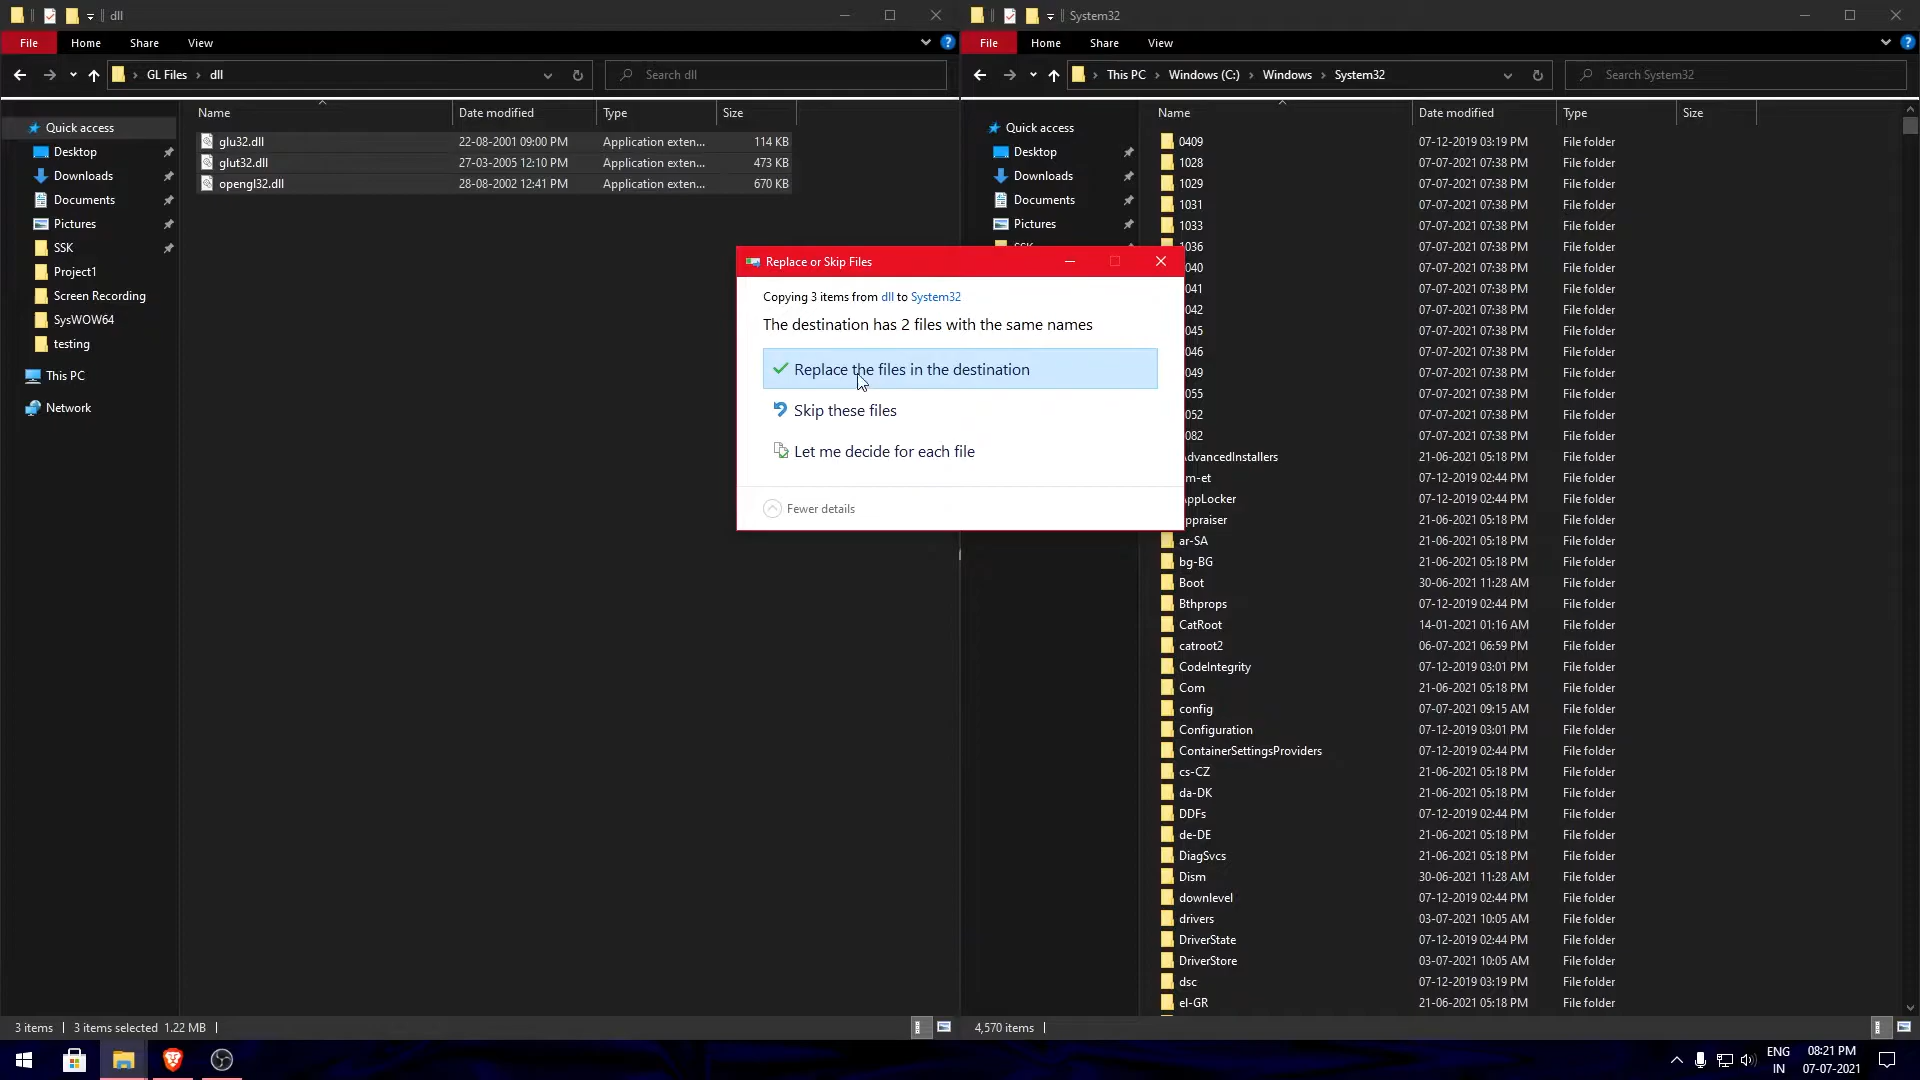 dll
File Home Share View
GL Files dll
Search dll
Name Date modified Type Size
Quick access
Desktop
Downloads
Documents
Pictures
SSK
Project1
Screen Recording
SysWOW64
testing
This PC
Network
glu32.dll 22-08-2001 09:00 PM Application exten... 114 KB
glut32.dll 27-03-2005 12:10 PM Application exten... 473 KB
opengl32.dll 28-08-2002 12:41 PM Application exten... 670 KB
3 items 3 items selected 1.22 MB
Replace or Skip Files
Copying 3 items from dll to System32
The destination has 2 files with the same names
Replace the files in the destination
Skip these files
Let me decide for each file
Fewer details
System32
File Home Share View
This PC Windows (C:) Windows System32
Search System32
Name Date modified Type Size
Quick access
Desktop
Downloads
Documents
Pictures
0409 07-12-2019 03:19 PM File folder
1028 07-07-2021 07:38 PM File folder
1029 07-07-2021 07:38 PM File folder
1031 07-07-2021 07:38 PM File folder
1033 07-07-2021 07:38 PM File folder
1036 07-07-2021 07:38 PM File folder
040 07-07-2021 07:38 PM File folder
041 07-07-2021 07:38 PM File folder
042 07-07-2021 07:38 PM File folder
045 07-07-2021 07:38 PM File folder
046 07-07-2021 07:38 PM File folder
049 07-07-2021 07:38 PM File folder
055 07-07-2021 07:38 PM File folder
052 07-07-2021 07:38 PM File folder
082 07-07-2021 07:38 PM File folder
AdvancedInstallers 21-06-2021 05:18 PM File folder
m-et 07-12-2019 02:44 PM File folder
AppLocker 07-12-2019 02:44 PM File folder
ppraiser 21-06-2021 05:18 PM File folder
ar-SA 21-06-2021 05:18 PM File folder
bg-BG 21-06-2021 05:18 PM File folder
Boot 30-06-2021 11:28 AM File folder
Bthprops 07-12-2019 02:44 PM File folder
CatRoot 14-01-2021 01:16 AM File folder
catroot2 06-07-2021 06:59 PM File folder
CodeIntegrity 07-12-2019 03:01 PM File folder
Com 21-06-2021 05:18 PM File folder
config 07-07-2021 09:15 AM File folder
Configuration 07-12-2019 03:01 PM File folder
ContainerSettingsProviders 07-12-2019 02:44 PM File folder
cs-CZ 21-06-2021 05:18 PM File folder
da-DK 21-06-2021 05:18 PM File folder
DDFs 07-12-2019 02:44 PM File folder
de-DE 21-06-2021 05:18 PM File folder
DiagSvcs 21-06-2021 05:18 PM File folder
Dism 30-06-2021 11:28 AM File folder
downlevel 07-12-2019 02:44 PM File folder
drivers 03-07-2021 10:05 AM File folder
DriverState 07-12-2019 02:44 PM File folder
DriverStore 03-07-2021 10:05 AM File folder
dsc 07-12-2019 03:19 PM File folder
el-GR 21-06-2021 05:18 PM File folder
4,570 items
ENG 08:21 PM
IN 07-07-2021